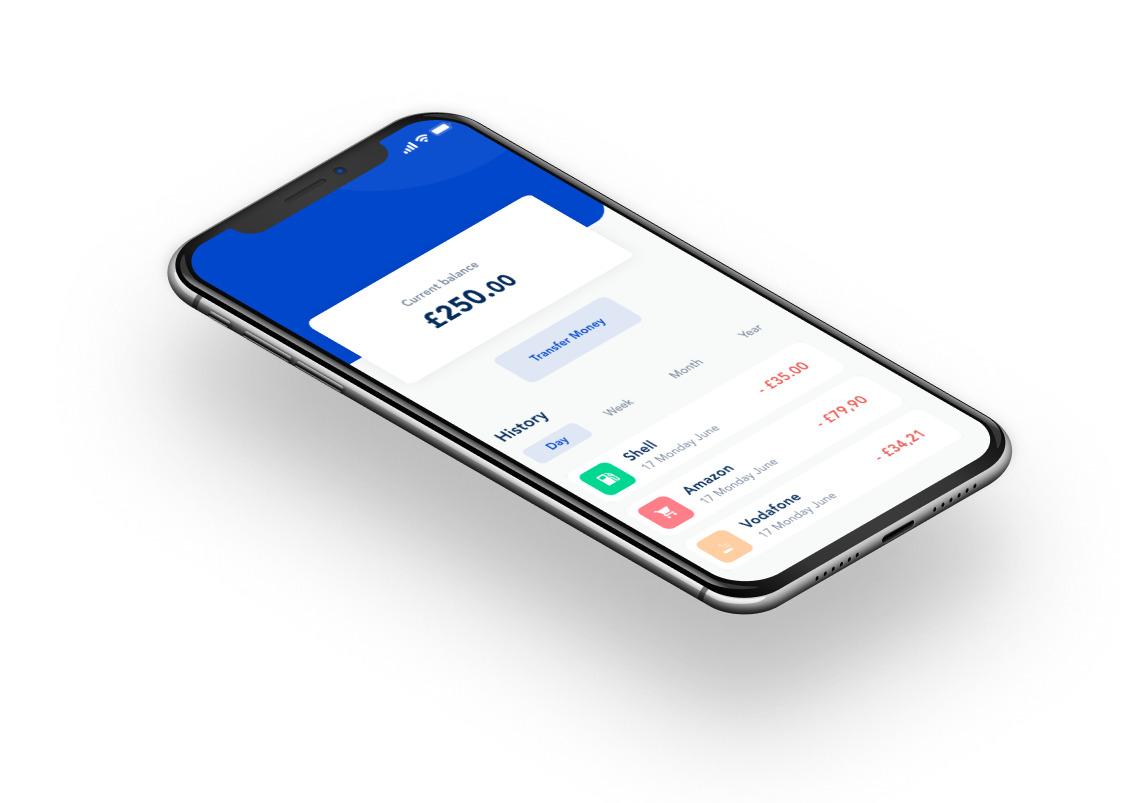 Current balance
£250.00
Transfer Money
History
Day
Week
Month
Year
Shell
17 Monday June
- £35.00
Amazon
17 Monday June
- £79,90
Vodafone
17 Monday June
- £34,21